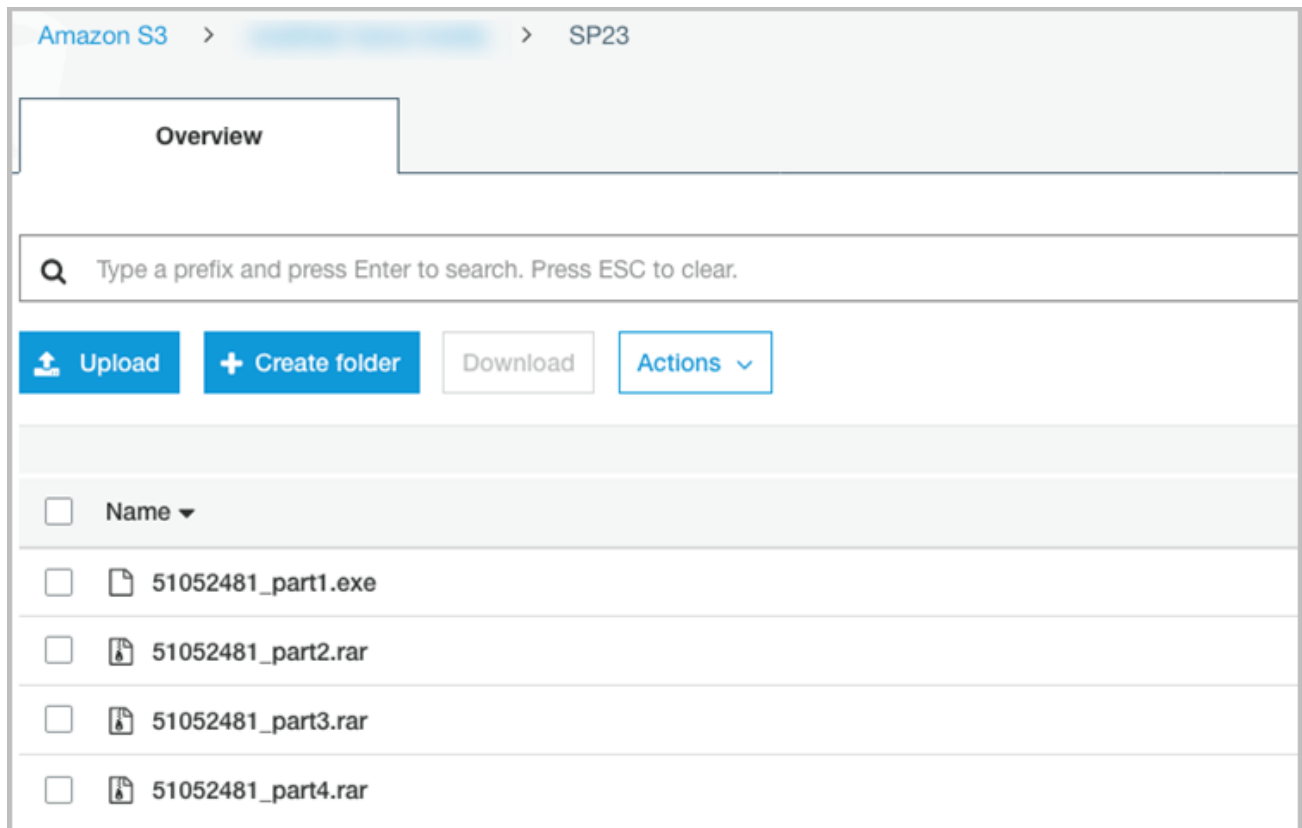 Amazon S3 > > SP23
Overview
Type a prefix and press Enter to search. Press ESC to clear.
Upload + Create folder Download Actions
Name
51052481_part1.exe
51052481_part2.rar
51052481_part3.rar
51052481_part4.rar